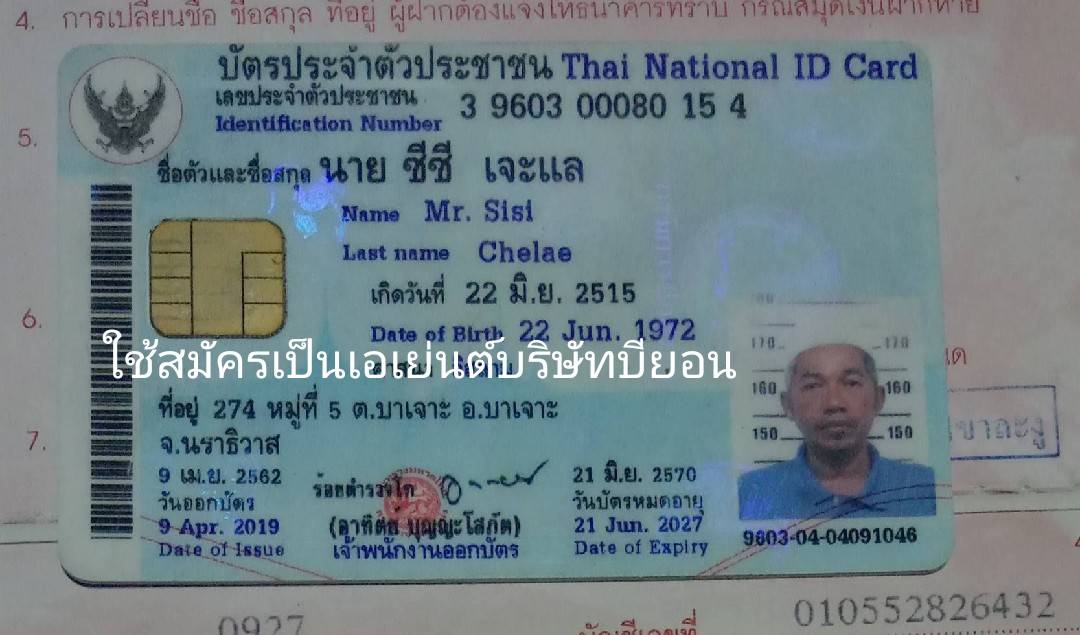 4. การเปลี่ยนชื่อ ชื่อสกุล ที่อยู่ ผู้ฝากต้องแจ้งให้ธนาคารทราบ กรณีสมุดเงินฝากหาย
บัตรประจำตัวประชาชน Thai National ID Card
เลขประจำตัวประชาชน 3 9603 00080 15 4
Identification Number
5.
ชื่อตัวและชื่อสกุล นาย ซีซี เจะแล
Name Mr. Sisi
Last name Chelae
เกิดวันที่ 22 มิ.ย. 2515
6.
Date of Birth 22 Jun. 1972
ใช้สมัครเป็นเอเย่นต์บริษัทบียอน
170 170
160 160
150 150
ที่อยู่ 274 หมู่ที่ 5 ต.บาเจาะ อ.บาเจาะ
จ.นราธิวาส
7.
9 เม.ย. 2562
วันออกบัตร
9 Apr. 2019
Date of Issue
ร้อยตำรวจโท
(อาทิตย์ บุญญะโสภัต)
เจ้าพนักงานออกบัตร
21 มิ.ย. 2570
วันบัตรหมดอายุ
21 Jun. 2027
Date of Expiry
9603-04-04091046
0927
บัญชีเลขที่
010552826432